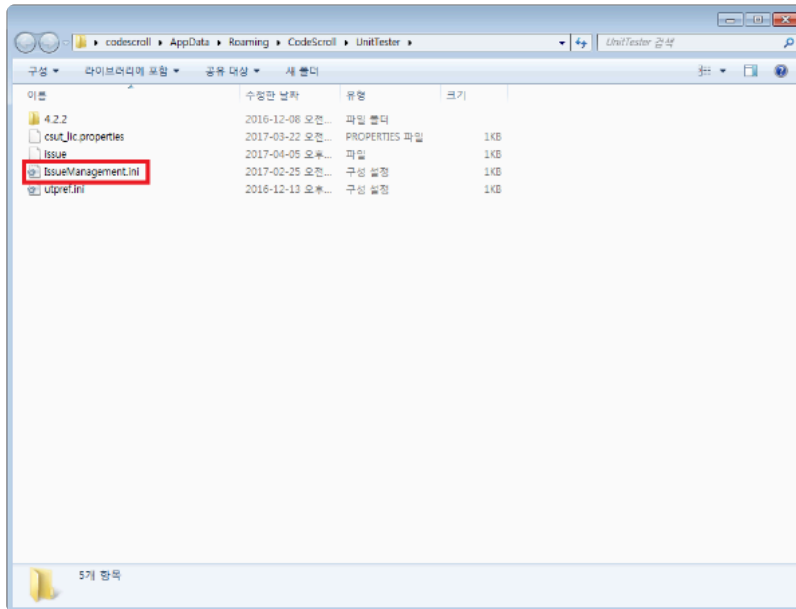 codescroll ▸ AppData ▸ Roaming ▸ CodeScroll ▸ UnitTester ▸ UnitTester 검색
구성 라이브러리에 포함 공유 대상 새 폴더
이름 수정한 날짜 유형 크기
4.2.2 2016-12-08 오전... 파일 폴더
csut_lic.properties 2017-03-22 오전... PROPERTIES 파일 1KB
issue 2017-04-05 오후... 파일 1KB
IssueManagement.ini 2017-02-25 오전... 구성 설정 1KB
utpref.ini 2016-12-13 오후... 구성 설정 1KB
5개 항목